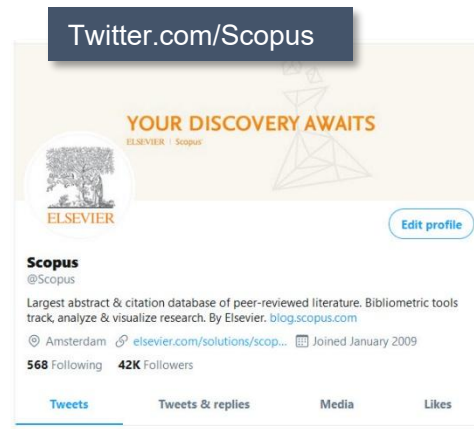 Twitter.com/Scopus
YOUR DISCOVERY AWAITS
ELSEVIER | Scopus
ELSEVIER
Edit profile
Scopus
@Scopus
Largest abstract & citation database of peer-reviewed literature. Bibliometric tools
track, analyze & visualize research. By Elsevier. blog.scopus.com
Amsterdam elsevier.com/solutions/scop... Joined January 2009
568 Following 42K Followers
Tweets Tweets & replies Media Likes